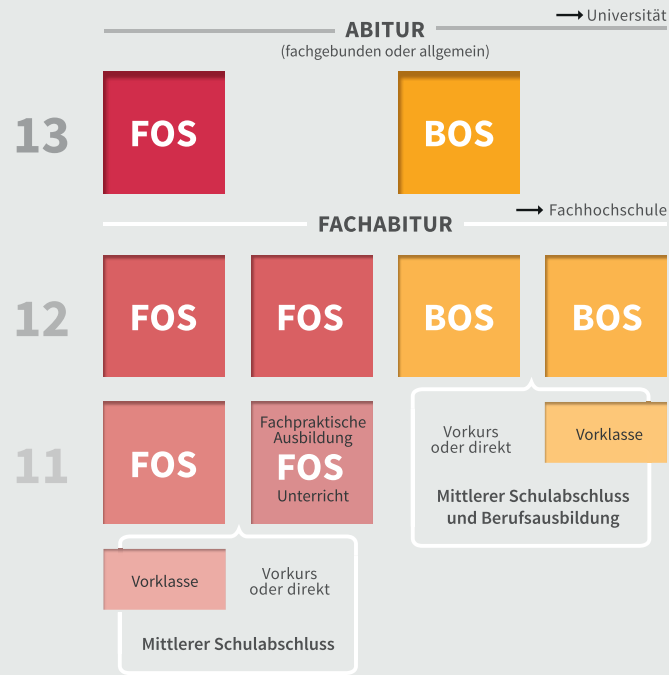 → Universität
ABITUR
(fachgebunden oder allgemein)
13
FOS
BOS
→ Fachhochschule
FACHABITUR
12
FOS
FOS
BOS
BOS
11
FOS
Fachpraktische
Ausbildung
FOS
Unterricht
Vorkurs
oder direkt
Vorklasse
Mittlerer Schulabschluss
und Berufsausbildung
Vorklasse
Vorkurs
oder direkt
Mittlerer Schulabschluss